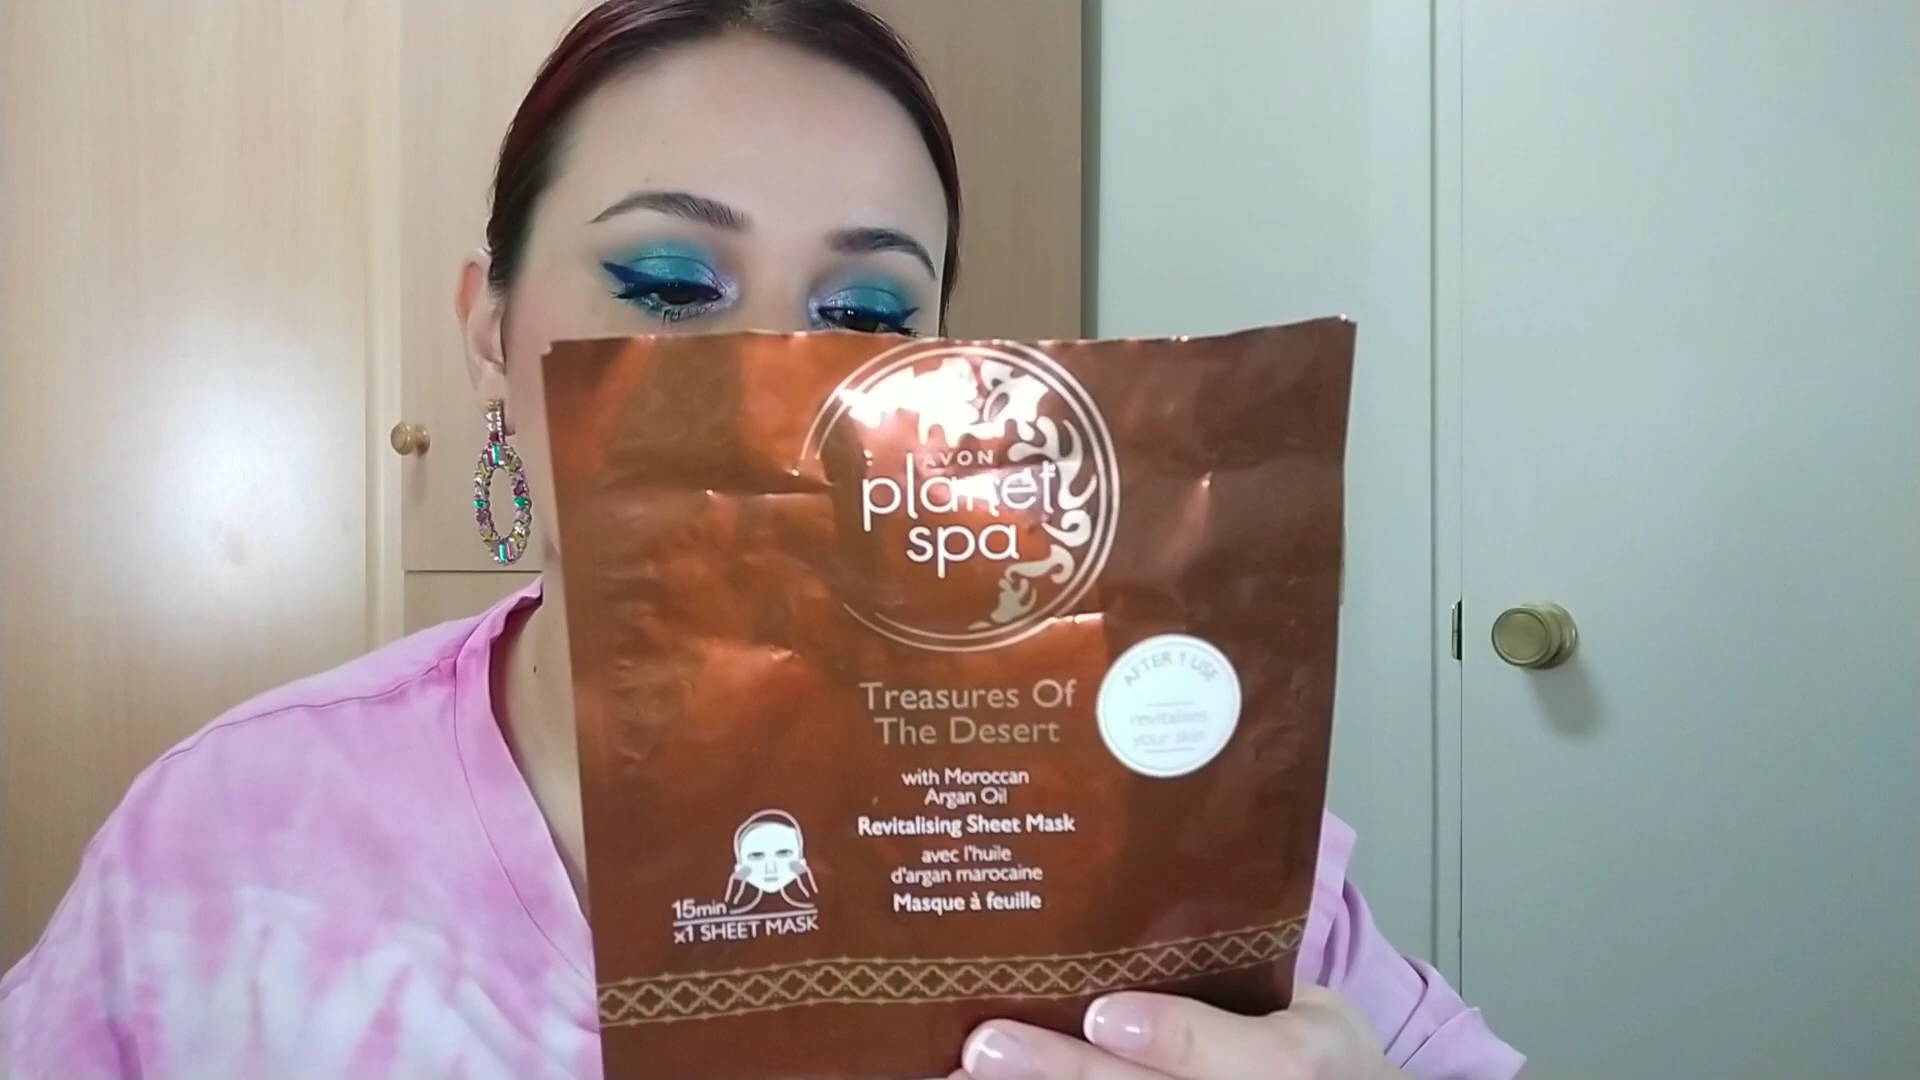 AVON
planet
spa
Treasures Of
The Desert
with Moroccan
Argan Oil
Revitalising Sheet Mask
avec l'huile
d'argan marocaine
Masque à feuille
AFTER 1 USE
revitalises
your skin
15min
x1 SHEET MASK